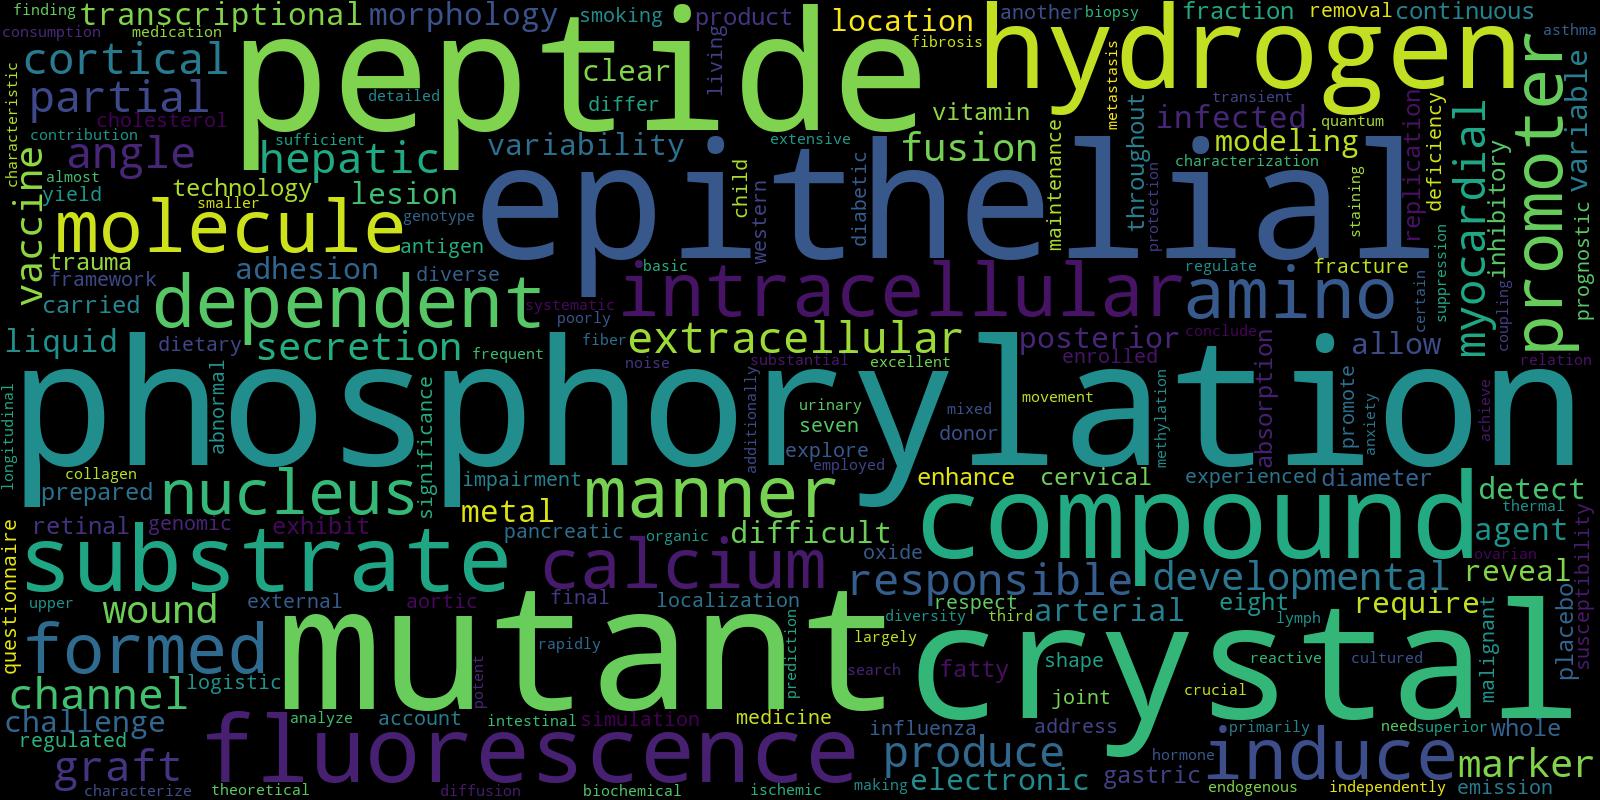 finding transcriptional morphology smoking product location another biopsy fraction removal continuous
consumption medication peptide fibrosis hydrogen asthma
characteristic cortical clear living metastasis promoter variable
partial detailed differ vitamin transient
cholesterol infected quantum replication deficiency myocardial
contribution sufficient variability extensive fusion maintenance throughout modeling
angle hepatic epithelial characterization inhibitory
vaccine almost technology lesion child western diabetic protection staining
yield smaller genotype prognostic
molecule antigen suppression
trauma adhesion diverse basic intracellular regulate fracture
framework dependent systematic amino certain coupling
carried poorly
liquid dietary secretion frequent fiber extracellular posterior conclude allow
noise substantial excellent enrolled absorption relation
longitudinal phosphorylation
abnormal significance additionally urinary mixed movement methylation promote anxiety achieve
seven donor
explore
collagen employed
prepared nucleus impairment manner enhance cervical experienced diameter detect
metal compound thermal
questionnaire retinal genomic exhibit pancreatic organic difficult agent
substrate calcium oxide ovarian susceptibility
responsible developmental reveal
upper wound external aortic final localization respect arterial eight require placebo
formed mutant rapidly prediction diversity third crystal lymph malignant
largely
potent search fatty shape reactive cultured
channel logistic joint crucial
challenge analyze account intestinal simulation medicine influenza address primarily need superior whole
regulated fluorescence
graft produce hormone induce marker
characterize theoretical diffusion biochemical ischemic making electronic gastric endogenous independently emission